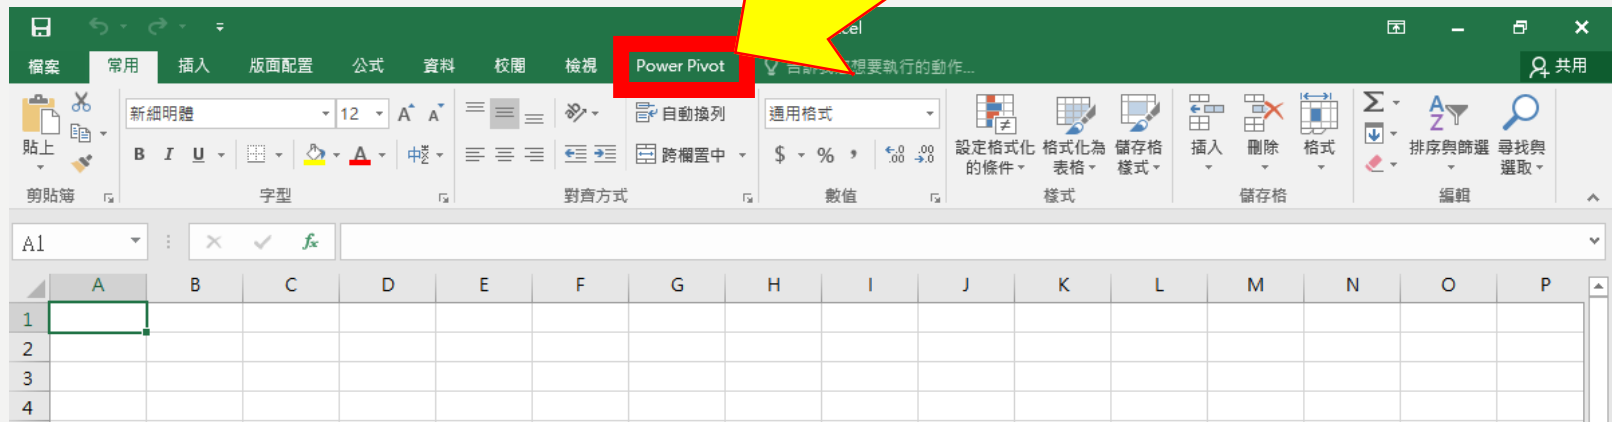 cel
檔案 常用 插入 版面配置 公式 資料 校閱 檢視 Power Pivot 想要執行的動作... 共用
新細明體 12 A A 自動換列 通用格式
貼上 B I U A 中 跨欄置中 $ % , .0 .00 .00 .0 設定格式化的條件 格式化為表格 儲存格樣式 插入 刪除 格式 Σ A Z 排序與篩選 尋找與選取
剪貼簿 字型 對齊方式 數值 樣式 儲存格 編輯
A1 fx
A B C D E F G H I J K L M N O P
1
2
3
4